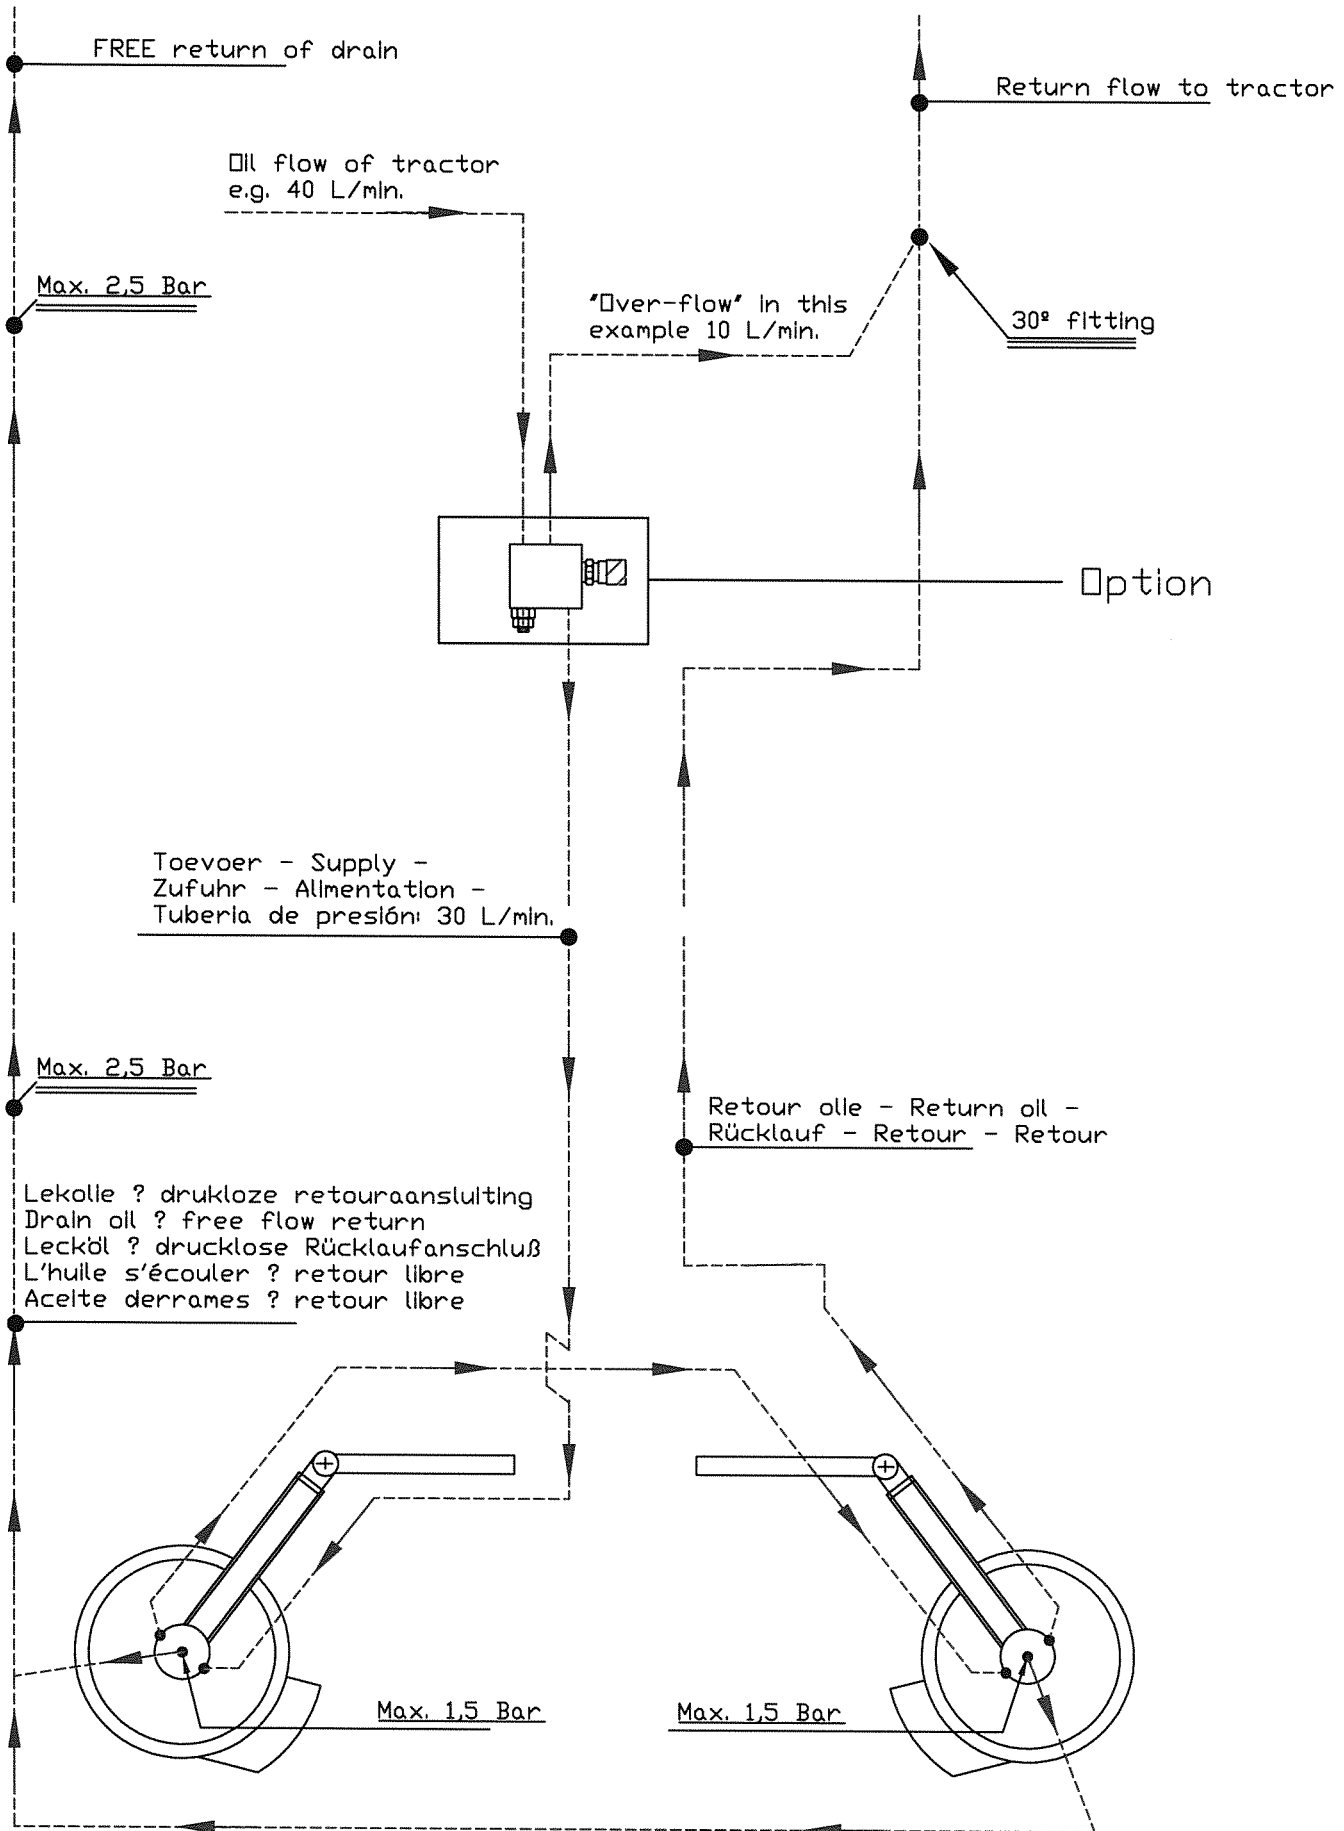 FREE return of drain
Return flow to tractor
Oil flow of tractor
e.g. 40 L/min.
Max. 2,5 Bar
"Over-flow" in this
example 10 L/min.
30º fitting
Option
Toevoer - Supply -
Zufuhr - Alimentation -
Tuberia de presión: 30 L/min.
Max. 2,5 Bar
Retour olie - Return oil -
Rücklauf - Retour - Retour
Lekolie ? drukloze retouraansluiting
Drain oil ? free flow return
Lecköl ? drucklose Rücklaufanschluß
L'huile s'écouler ? retour libre
Aceite derrames ? retour libre
Max. 1,5 Bar
Max. 1,5 Bar